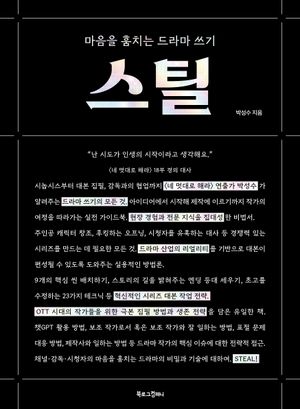 마음을 훔치는 드라마 쓰기
스틸
박성수 지음
"난 시도가 인생의 시작이라고 생각해요."
〈네 멋대로 해라〉 18부 경의 대사
시놉시스부터 대본 집필, 감독과의 협업까지 〈네 멋대로 해라〉 연출가 박성수가
알려주는 드라마 쓰기의 모든 것. 아이디어에서 시작해 제작에 이르기까지 작가의
여정을 따라가는 실전 가이드북. 현장 경험과 전문 지식을 집대성한 비법서.
주인공 캐릭터 창조, 후킹하는 오프닝, 시청자를 유혹하는 대사 등 경쟁력 있는
시리즈를 만드는 데 필요한 모든 것. 드라마 산업의 리얼리티를 기반으로 대본이
편성될 수 있도록 도와주는 실용적인 방법론.
9개의 핵심 씬 배치하기, 스토리의 길을 밝혀주는 엔딩 등대 세우기, 초고를
수정하는 23가지 테크닉 등 혁신적인 시리즈 대본 작업 전략.
OTT 시대의 작가들을 위한 극본 집필 방법과 생존 전략을 담은 유일한 책.
챗GPT 활용 방법, 보조 작가로서 혹은 보조 작가와 잘 일하는 방법, 표절 문제
대응 방법, 제작사와 일하는 방법 등 드라마 작가의 핵심 이슈에 대한 전략적 접근.
채널·감독·시청자의 마음을 훔치는 드라마의 비밀과 기술에 대하여, STEAL!
북로그컴퍼니